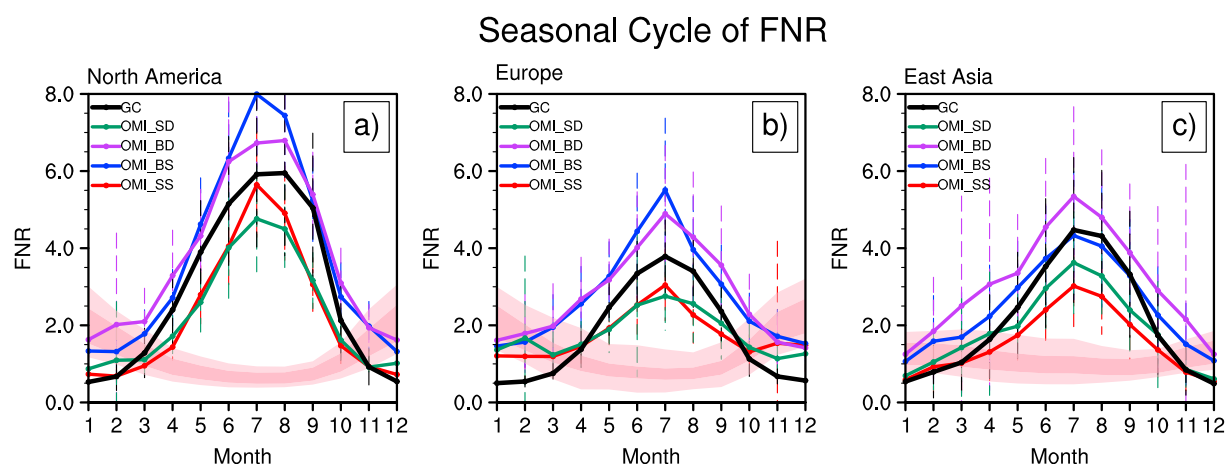 Seasonal Cycle of FNR
North America
8.0
6.0
4.0
2.0
0.0
FNR
GC
OMI_SD
OMI_BD
OMI_BS
OMI_SS
a)
1 2 3 4 5 6 7 8 9 10 11 12
Month
Europe
8.0
6.0
4.0
2.0
0.0
FNR
GC
OMI_SD
OMI_BD
OMI_BS
OMI_SS
b)
1 2 3 4 5 6 7 8 9 10 11 12
Month
East Asia
8.0
6.0
4.0
2.0
0.0
FNR
GC
OMI_SD
OMI_BD
OMI_BS
OMI_SS
c)
1 2 3 4 5 6 7 8 9 10 11 12
Month